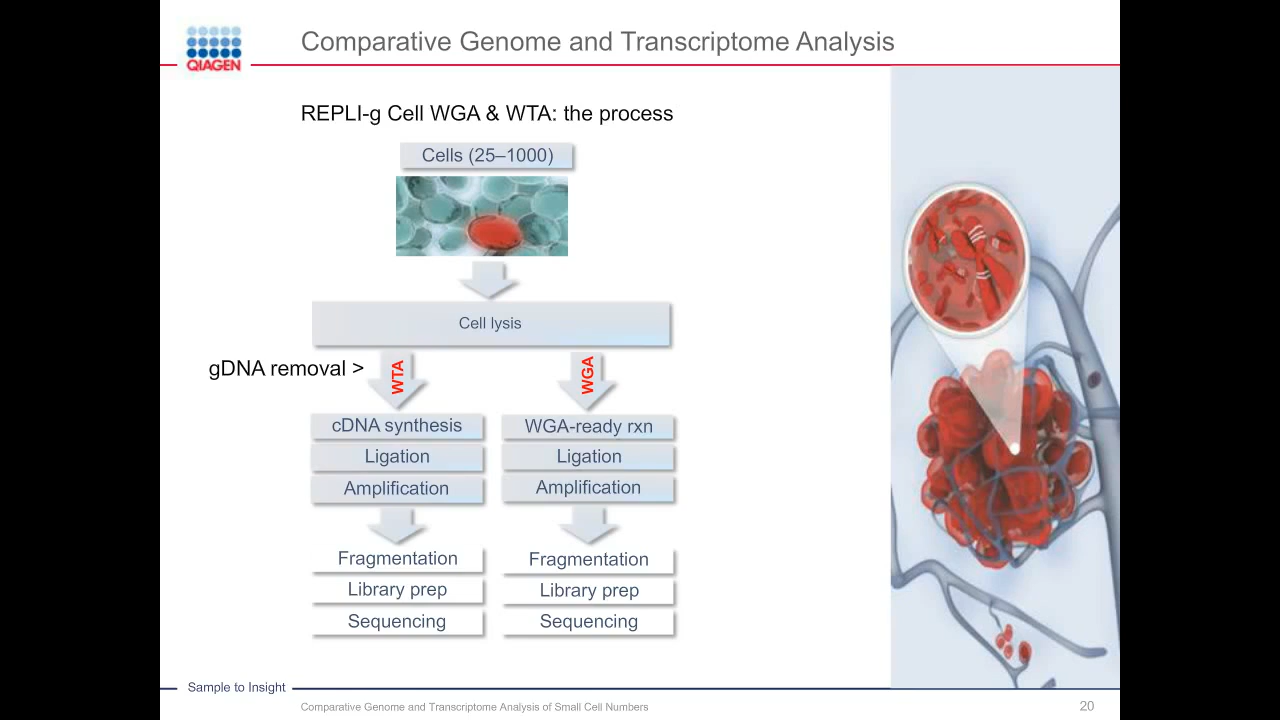 QIAGEN
Comparative Genome and Transcriptome Analysis
REPLI-g Cell WGA & WTA: the process
Cells (25–1000)
Cell lysis
gDNA removal >
WTA
WGA
cDNA synthesis
Ligation
Amplification
Fragmentation
Library prep
Sequencing
WGA-ready rxn
Ligation
Amplification
Fragmentation
Library prep
Sequencing
Sample to Insight
Comparative Genome and Transcriptome Analysis of Small Cell Numbers
20